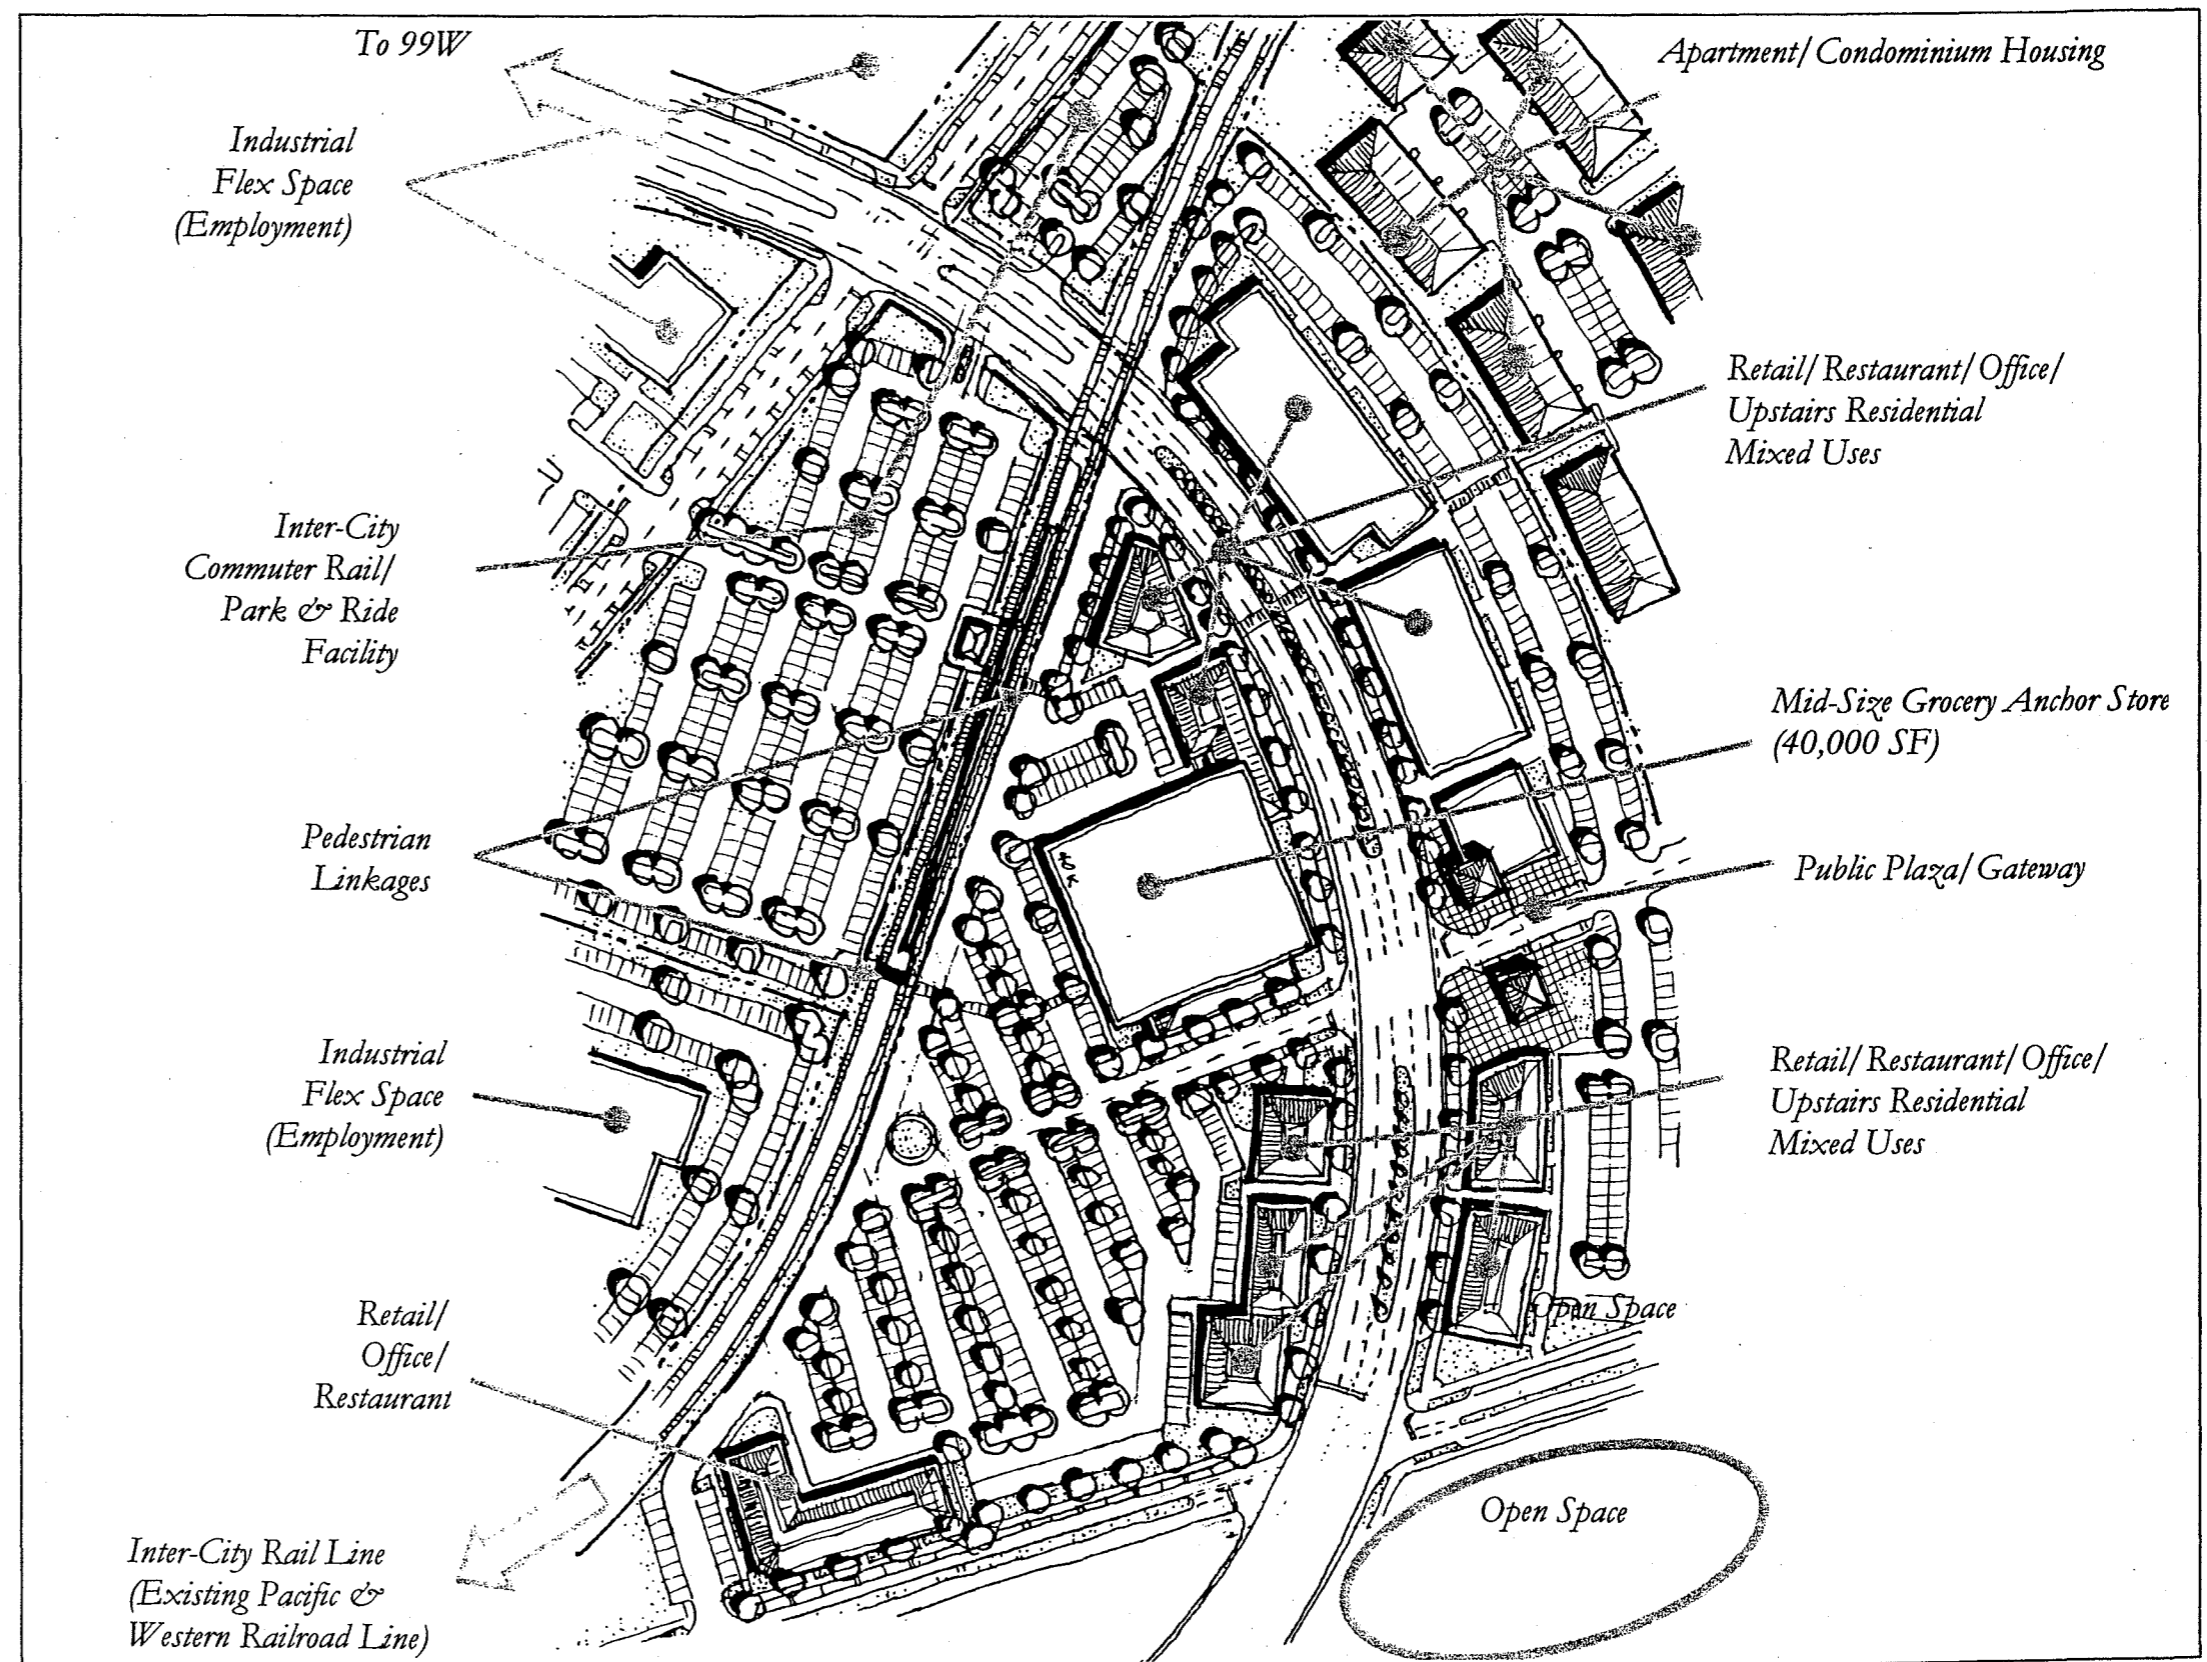 To 99W
Apartment/Condominium Housing
Industrial
Flex Space
(Employment)
Retail/Restaurant/Office/
Upstairs Residential
Mixed Uses
Inter-City
Commuter Rail/
Park & Ride
Facility
Mid-Size Grocery Anchor Store
(40,000 SF)
Pedestrian
Linkages
40K
Public Plaza/Gateway
Industrial
Flex Space
(Employment)
Retail/Restaurant/Office/
Upstairs Residential
Mixed Uses
Open Space
Retail/
Office/
Restaurant
Open Space
Inter-City Rail Line
(Existing Pacific &
Western Railroad Line)